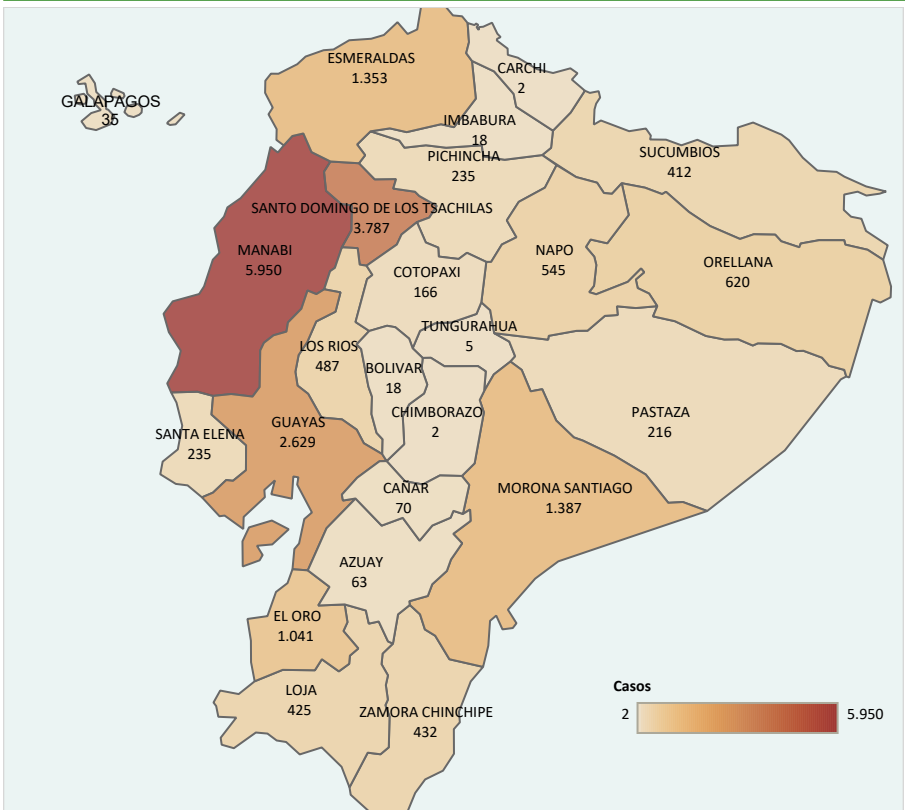 ESMERALDAS
1.353
CARCHI
2
GALAPAGOS
35
IMBABURA
18
PICHINCHA
235
SUCUMBIOS
412
SANTO DOMINGO DE LOS TSACHILAS
3.787
MANABI
5.950
NAPO
545
ORELLANA
620
COTOPAXI
166
TUNGURAHUA
5
LOS RIOS
487
BOLIVAR
18
CHIMBORAZO
2
PASTAZA
216
SANTA ELENA
235
GUAYAS
2.629
CAÑAR
70
MORONA SANTIAGO
1.387
AZUAY
63
EL ORO
1.041
LOJA
425
ZAMORA CHINCHIPE
432
Casos
2
5.950